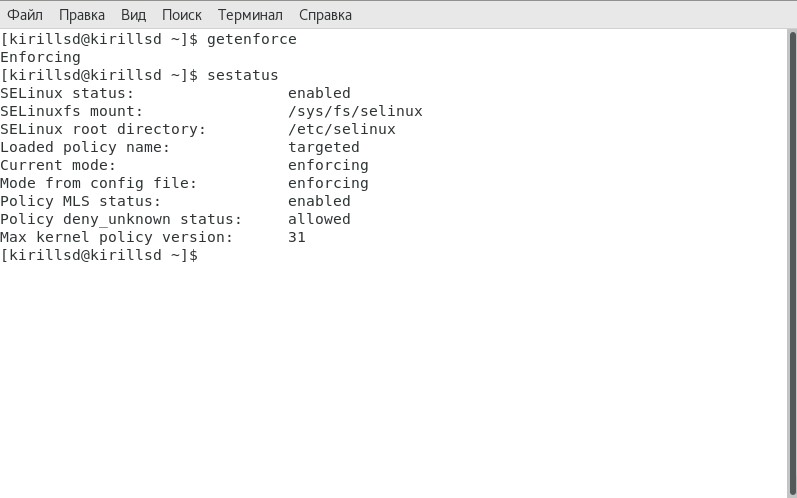 Файл Правка Вид Поиск Терминал Справка
[kirillsd@kirillsd ~]$ getenforce
Enforcing
[kirillsd@kirillsd ~]$ sestatus
SELinux status:                 enabled
SELinuxfs mount:                /sys/fs/selinux
SELinux root directory:         /etc/selinux
Loaded policy name:             targeted
Current mode:                   enforcing
Mode from config file:          enforcing
Policy MLS status:              enabled
Policy deny_unknown status:     allowed
Max kernel policy version:      31
[kirillsd@kirillsd ~]$